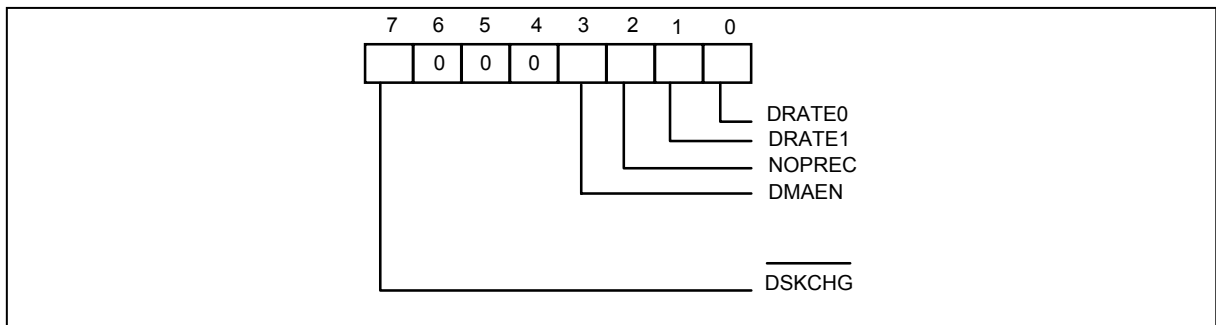 7 6 5 4 3 2 1 0
0 0 0
DRATE0
DRATE1
NOPREC
DMAEN
DSKCHG